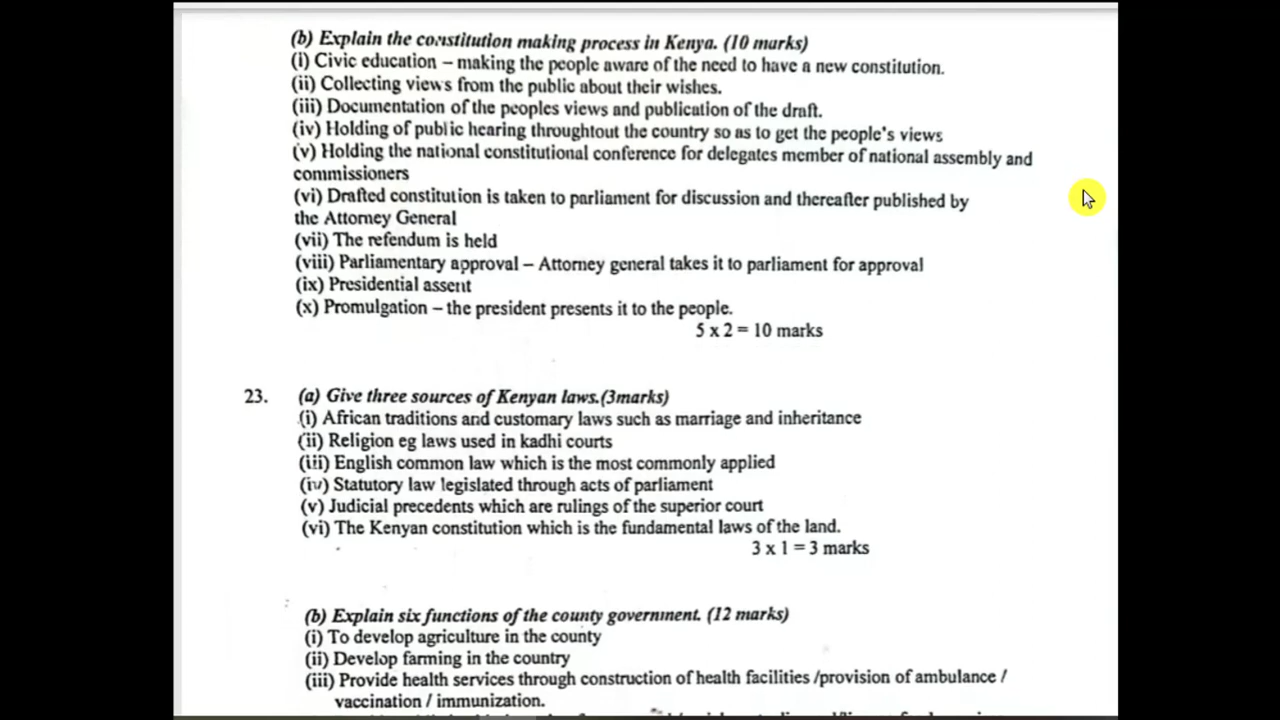 (b) Explain the constitution making process in Kenya. (10 marks)
(i) Civic education – making the people aware of the need to have a new constitution.
(ii) Collecting views from the public about their wishes.
(iii) Documentation of the peoples views and publication of the draft.
(iv) Holding of public hearing throughtout the country so as to get the people's views
(v) Holding the national constitutional conference for delegates member of national assembly and
commissioners
(vi) Drafted constitution is taken to parliament for discussion and thereafter published by
the Attorney General
(vii) The refendum is held
(viii) Parliamentary approval – Attorney general takes it to parliament for approval
(ix) Presidential assent
(x) Promulgation – the president presents it to the people.
5 x 2 = 10 marks
23. (a) Give three sources of Kenyan laws.(3marks)
(i) African traditions and customary laws such as marriage and inheritance
(ii) Religion eg laws used in kadhi courts
(iii) English common law which is the most commonly applied
(iv) Statutory law legislated through acts of parliament
(v) Judicial precedents which are rulings of the superior court
(vi) The Kenyan constitution which is the fundamental laws of the land.
3 x 1 = 3 marks
(b) Explain six functions of the county government. (12 marks)
(i) To develop agriculture in the county
(ii) Develop farming in the country
(iii) Provide health services through construction of health facilities /provision of ambulance /
vaccination / immunization.